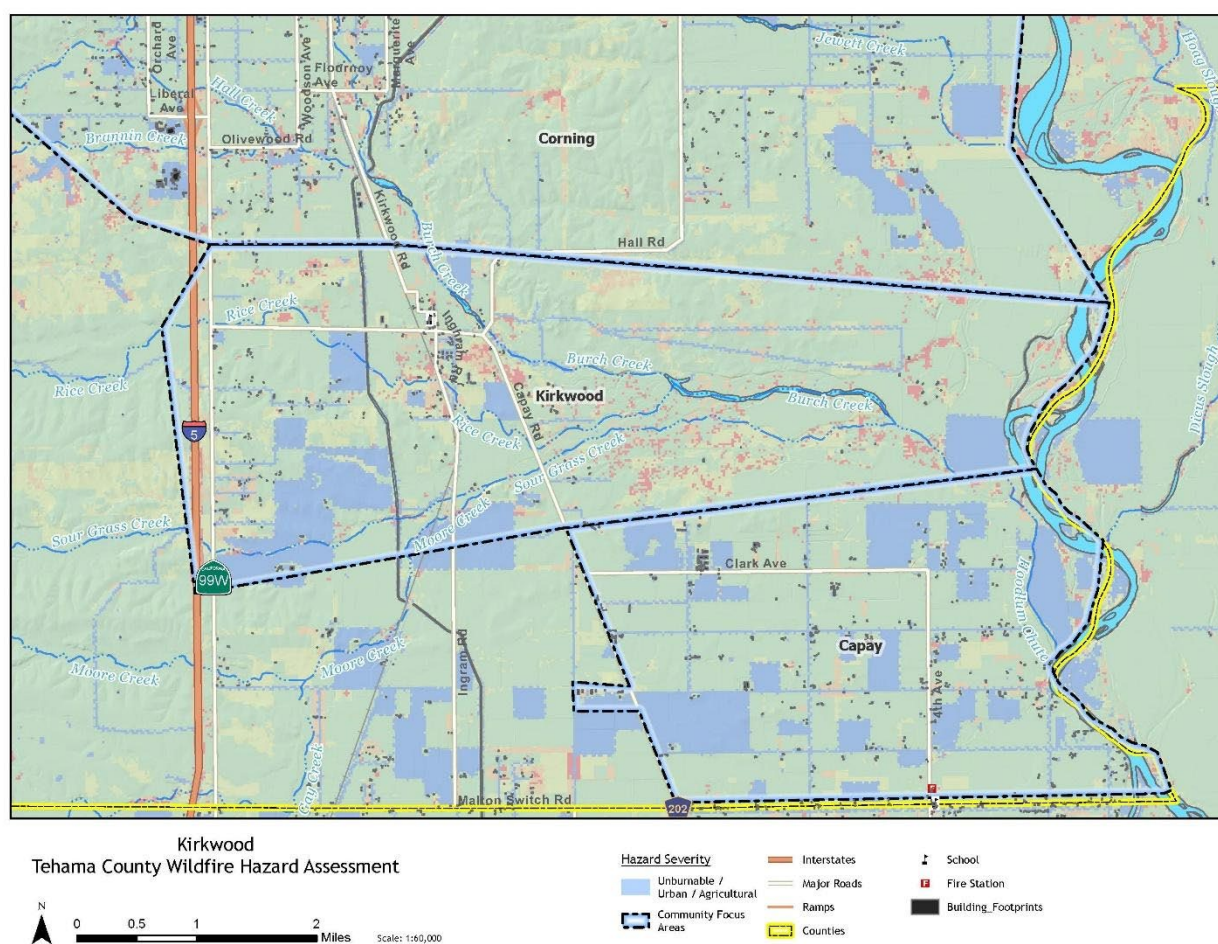 Orchard
Ave
Woodson Ave
Marguerite
Ave
Flournoy
Ave
Liberal
Ave
Hall Creek
Brannin Creek
Olivewood Rd
Corning
Jewett Creek
Hoag Slough
Kirkwood Rd
Burch Creek
Hall Rd
Rice Creek
Rice Creek
Inghram Rd
Burch Creek
Kirkwood
Burch Creek
Dicus Slough
Capay Rd
5
Rice Creek
Sour Grass Creek
Sour Grass Creek
Moore Creek
CALIFORNIA
99W
Clark Ave
Hoodlum Chute
Capay
Moore Creek
Moore Creek
Ingram Rd
4th Ave
Gay Creek
Malton Switch Rd
202
F
Kirkwood
Tehama County Wildfire Hazard Assessment
N
0 0.5 1 2
Miles
Scale: 1:60,000
Hazard Severity
Unburnable /
Urban / Agricultural
Community Focus
Areas
Interstates
Major Roads
Ramps
Counties
School
F
Fire Station
Building_Footprints